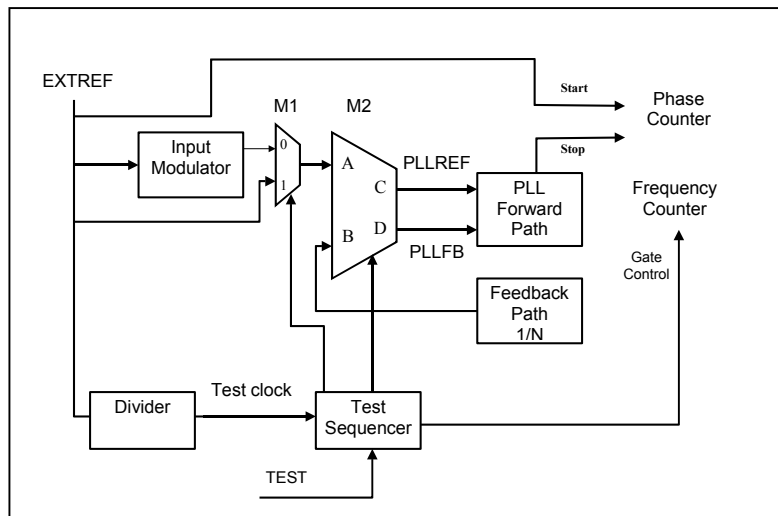 EXTREF
M1
M2
Start
Phase
Counter
Input
Modulator
0
1
A
B
C
D
PLLREF
PLLFB
PLL
Forward
Path
Stop
Frequency
Counter
Gate
Control
Feedback
Path
1/N
Divider
Test clock
Test
Sequencer
TEST